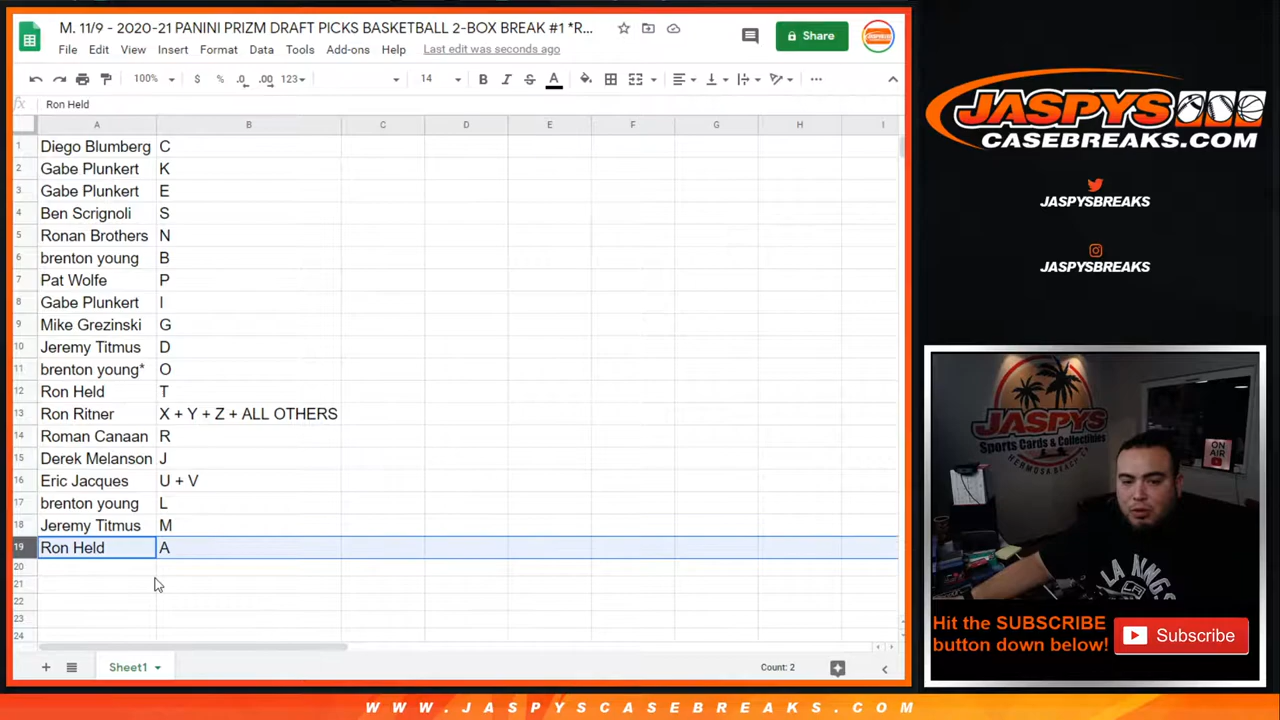 M. 11/9 - 2020-21 PANINI PRIZM DRAFT PICKS BASKETBALL 2-BOX BREAK #1 *R...
Share
File Edit View Insert Format Data Tools Add-ons Help Last edit was seconds ago
100% $ % .0 .00 123 14 B I S A
fx Ron Held
A B C D E F G H I
1 Diego Blumberg C
2 Gabe Plunkert K
3 Gabe Plunkert E
4 Ben Scrignoli S
5 Ronan Brothers N
6 brenton young B
7 Pat Wolfe P
8 Gabe Plunkert I
9 Mike Grezinski G
10 Jeremy Titmus D
11 brenton young* O
12 Ron Held T
13 Ron Ritner X + Y + Z + ALL OTHERS
14 Roman Canaan R
15 Derek Melanson J
16 Eric Jacques U + V
17 brenton young L
18 Jeremy Titmus M
19 Ron Held A
20
21
22
23
24
Sheet1
Count: 2
JASPYS
CASEBREAKS.COM
JASPYSBREAKS
JASPYSBREAKS
JASPYS
Sports Cards & Collectibles
HERMOSA BEACH, CA
ON
AIR
LA KINGS
Hit the SUBSCRIBE
button down below!
Subscribe
WWW.JASPYSCASEBREAKS.COM